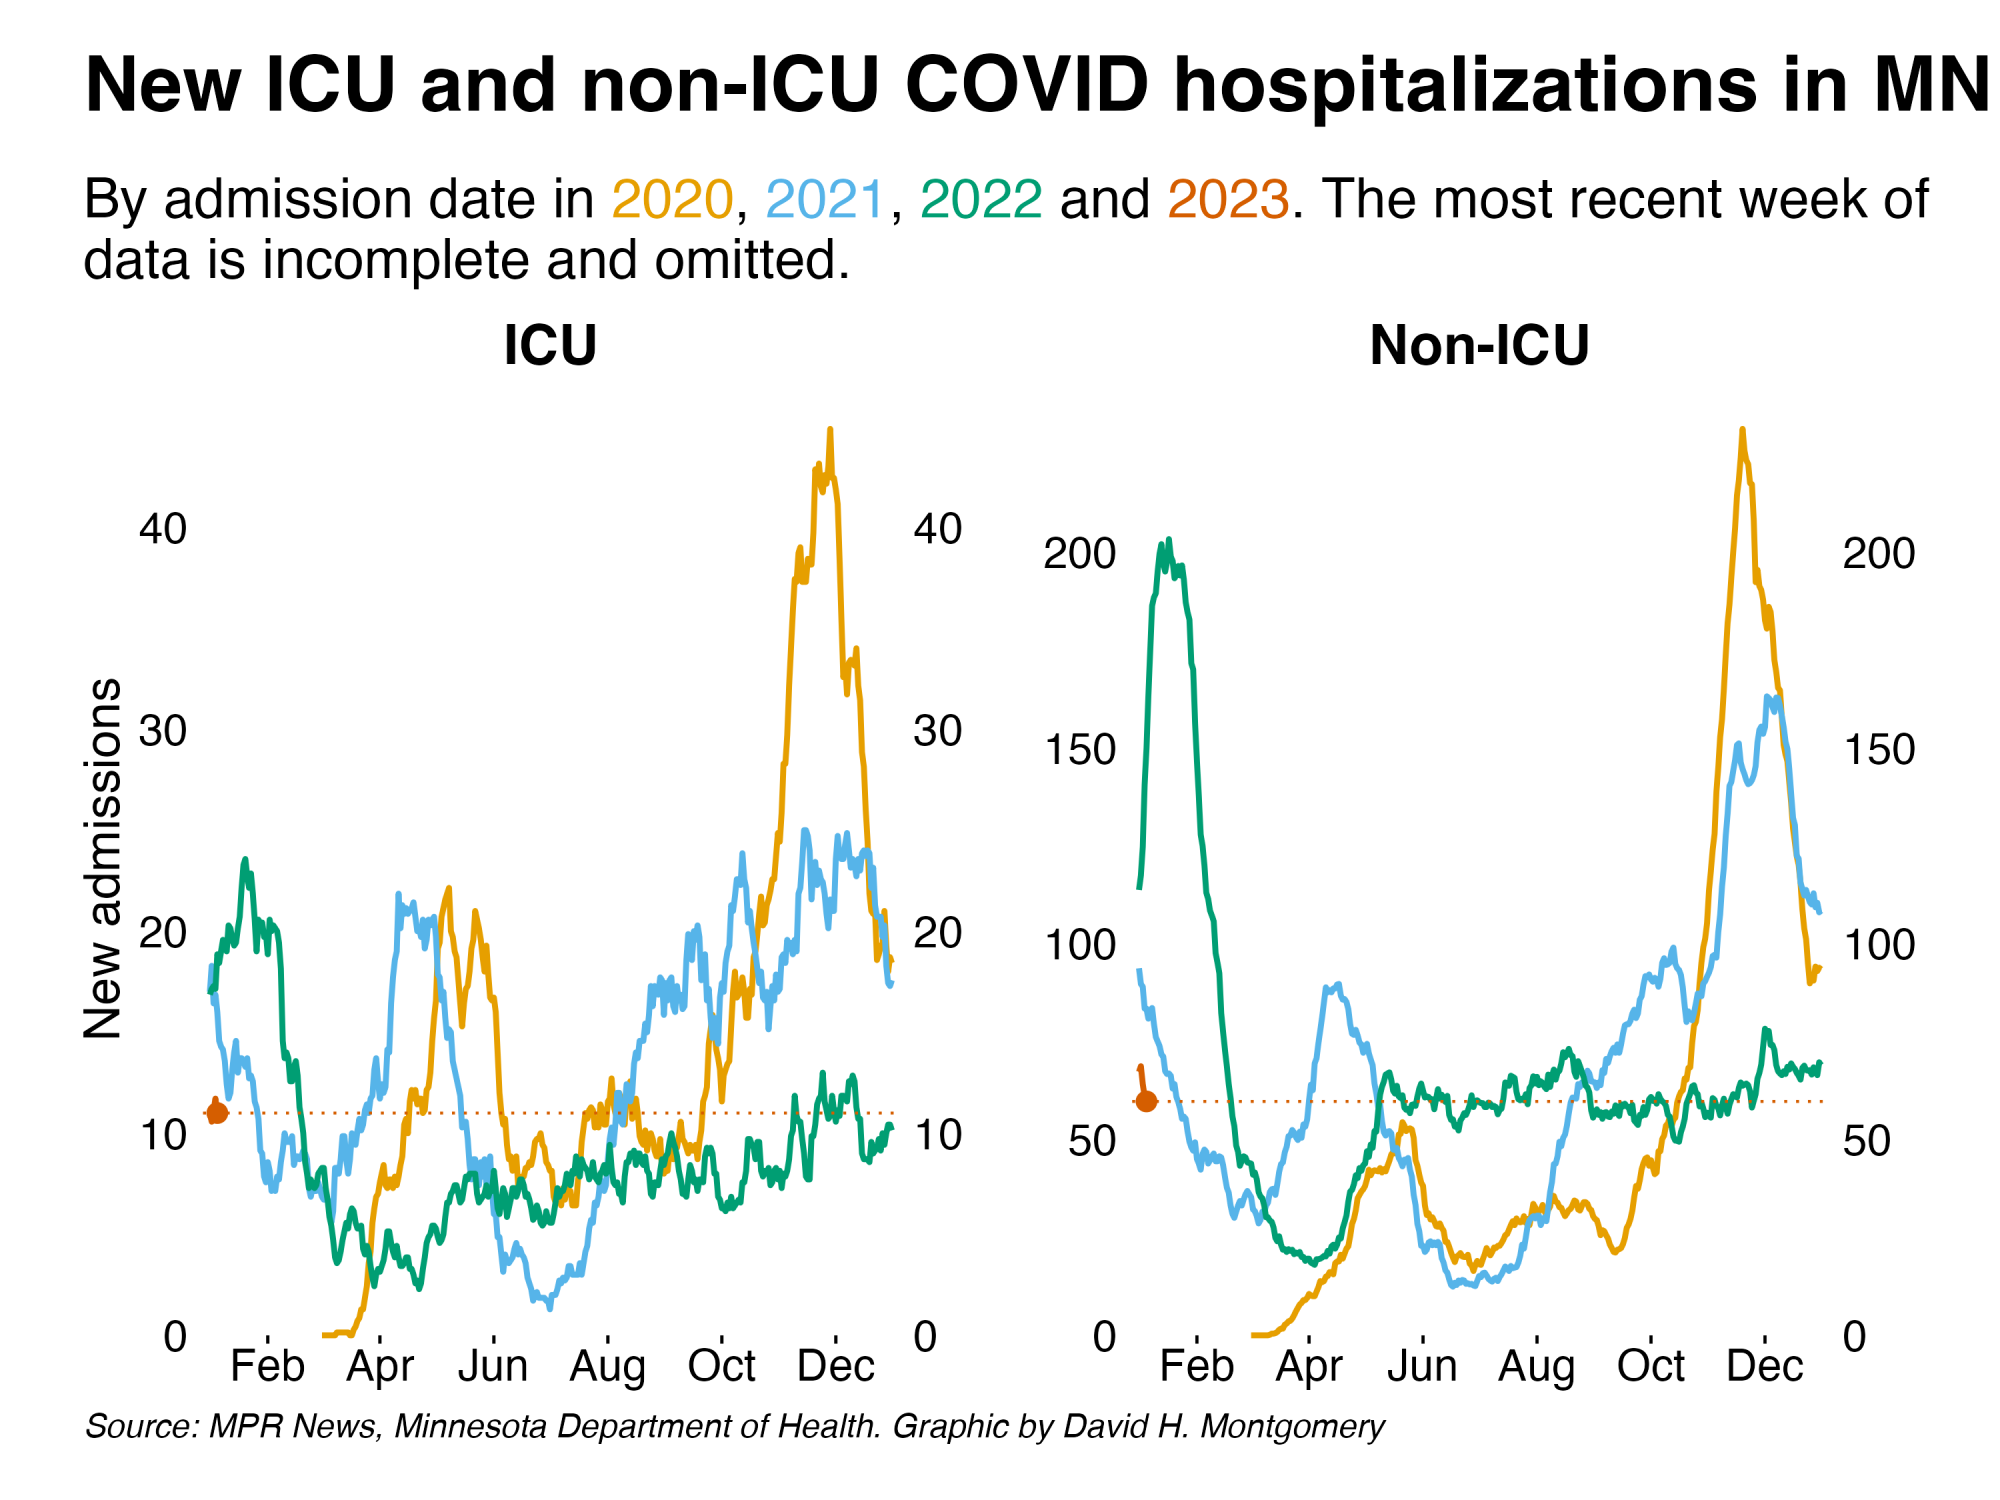 New ICU and non-ICU COVID hospitalizations in MN
By admission date in 2020, 2021, 2022 and 2023. The most recent week of
data is incomplete and omitted.
ICU
Non-ICU
New admissions
40
30
20
10
0
40
30
20
10
0
Feb Apr Jun Aug Oct Dec
200
150
100
50
0
200
150
100
50
0
Feb Apr Jun Aug Oct Dec
Source: MPR News, Minnesota Department of Health. Graphic by David H. Montgomery